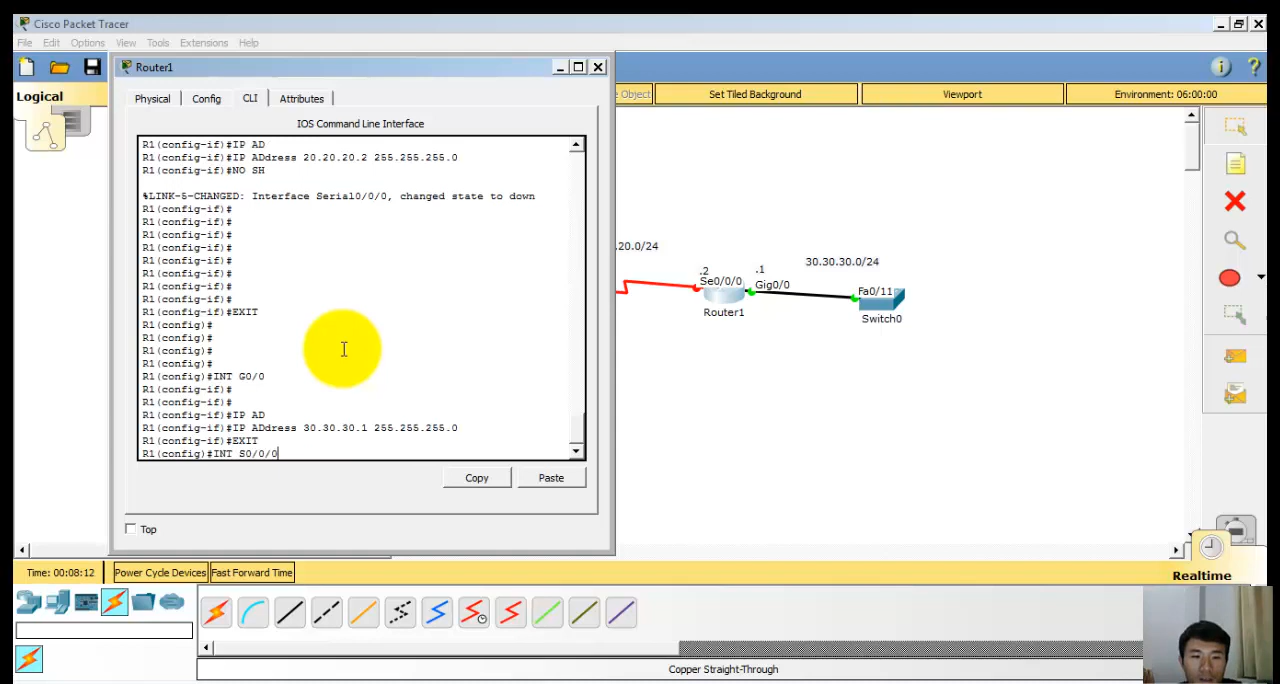 Cisco Packet Tracer
File Edit Options View Tools Extensions Help
Router1
Logical
Physical Config CLI Attributes
e Object Set Tiled Background Viewport Environment: 06:00:00
IOS Command Line Interface
R1(config-if)#IP AD
R1(config-if)#IP ADdress 20.20.20.2 255.255.255.0
R1(config-if)#NO SH
%LINK-5-CHANGED: Interface Serial0/0/0, changed state to down
R1(config-if)#
R1(config-if)#
R1(config-if)#
R1(config-if)#
R1(config-if)#
R1(config-if)#
R1(config-if)#
R1(config-if)#
R1(config-if)#EXIT
R1(config)#
R1(config)#
R1(config)#
R1(config)#
R1(config)#INT G0/0
R1(config-if)#
R1(config-if)#
R1(config-if)#IP AD
R1(config-if)#IP ADdress 30.30.30.1 255.255.255.0
R1(config-if)#EXIT
R1(config)#INT S0/0/0
Copy Paste
Top
.20.0/24
30.30.30.0/24
.2
.1
Se0/0/0
Gig0/0
Fa0/11
Router1
Switch0
Time: 00:08:12 Power Cycle Devices Fast Forward Time
Realtime
Copper Straight-Through